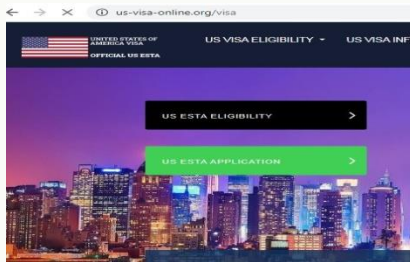 us-visa-online.org/visa
UNITED STATES OF
AMERICA VISA
OFFICIAL US ESTA
US VISA ELIGIBILITY
US VISA INF
US ESTA ELIGIBILITY
US ESTA APPLICATION